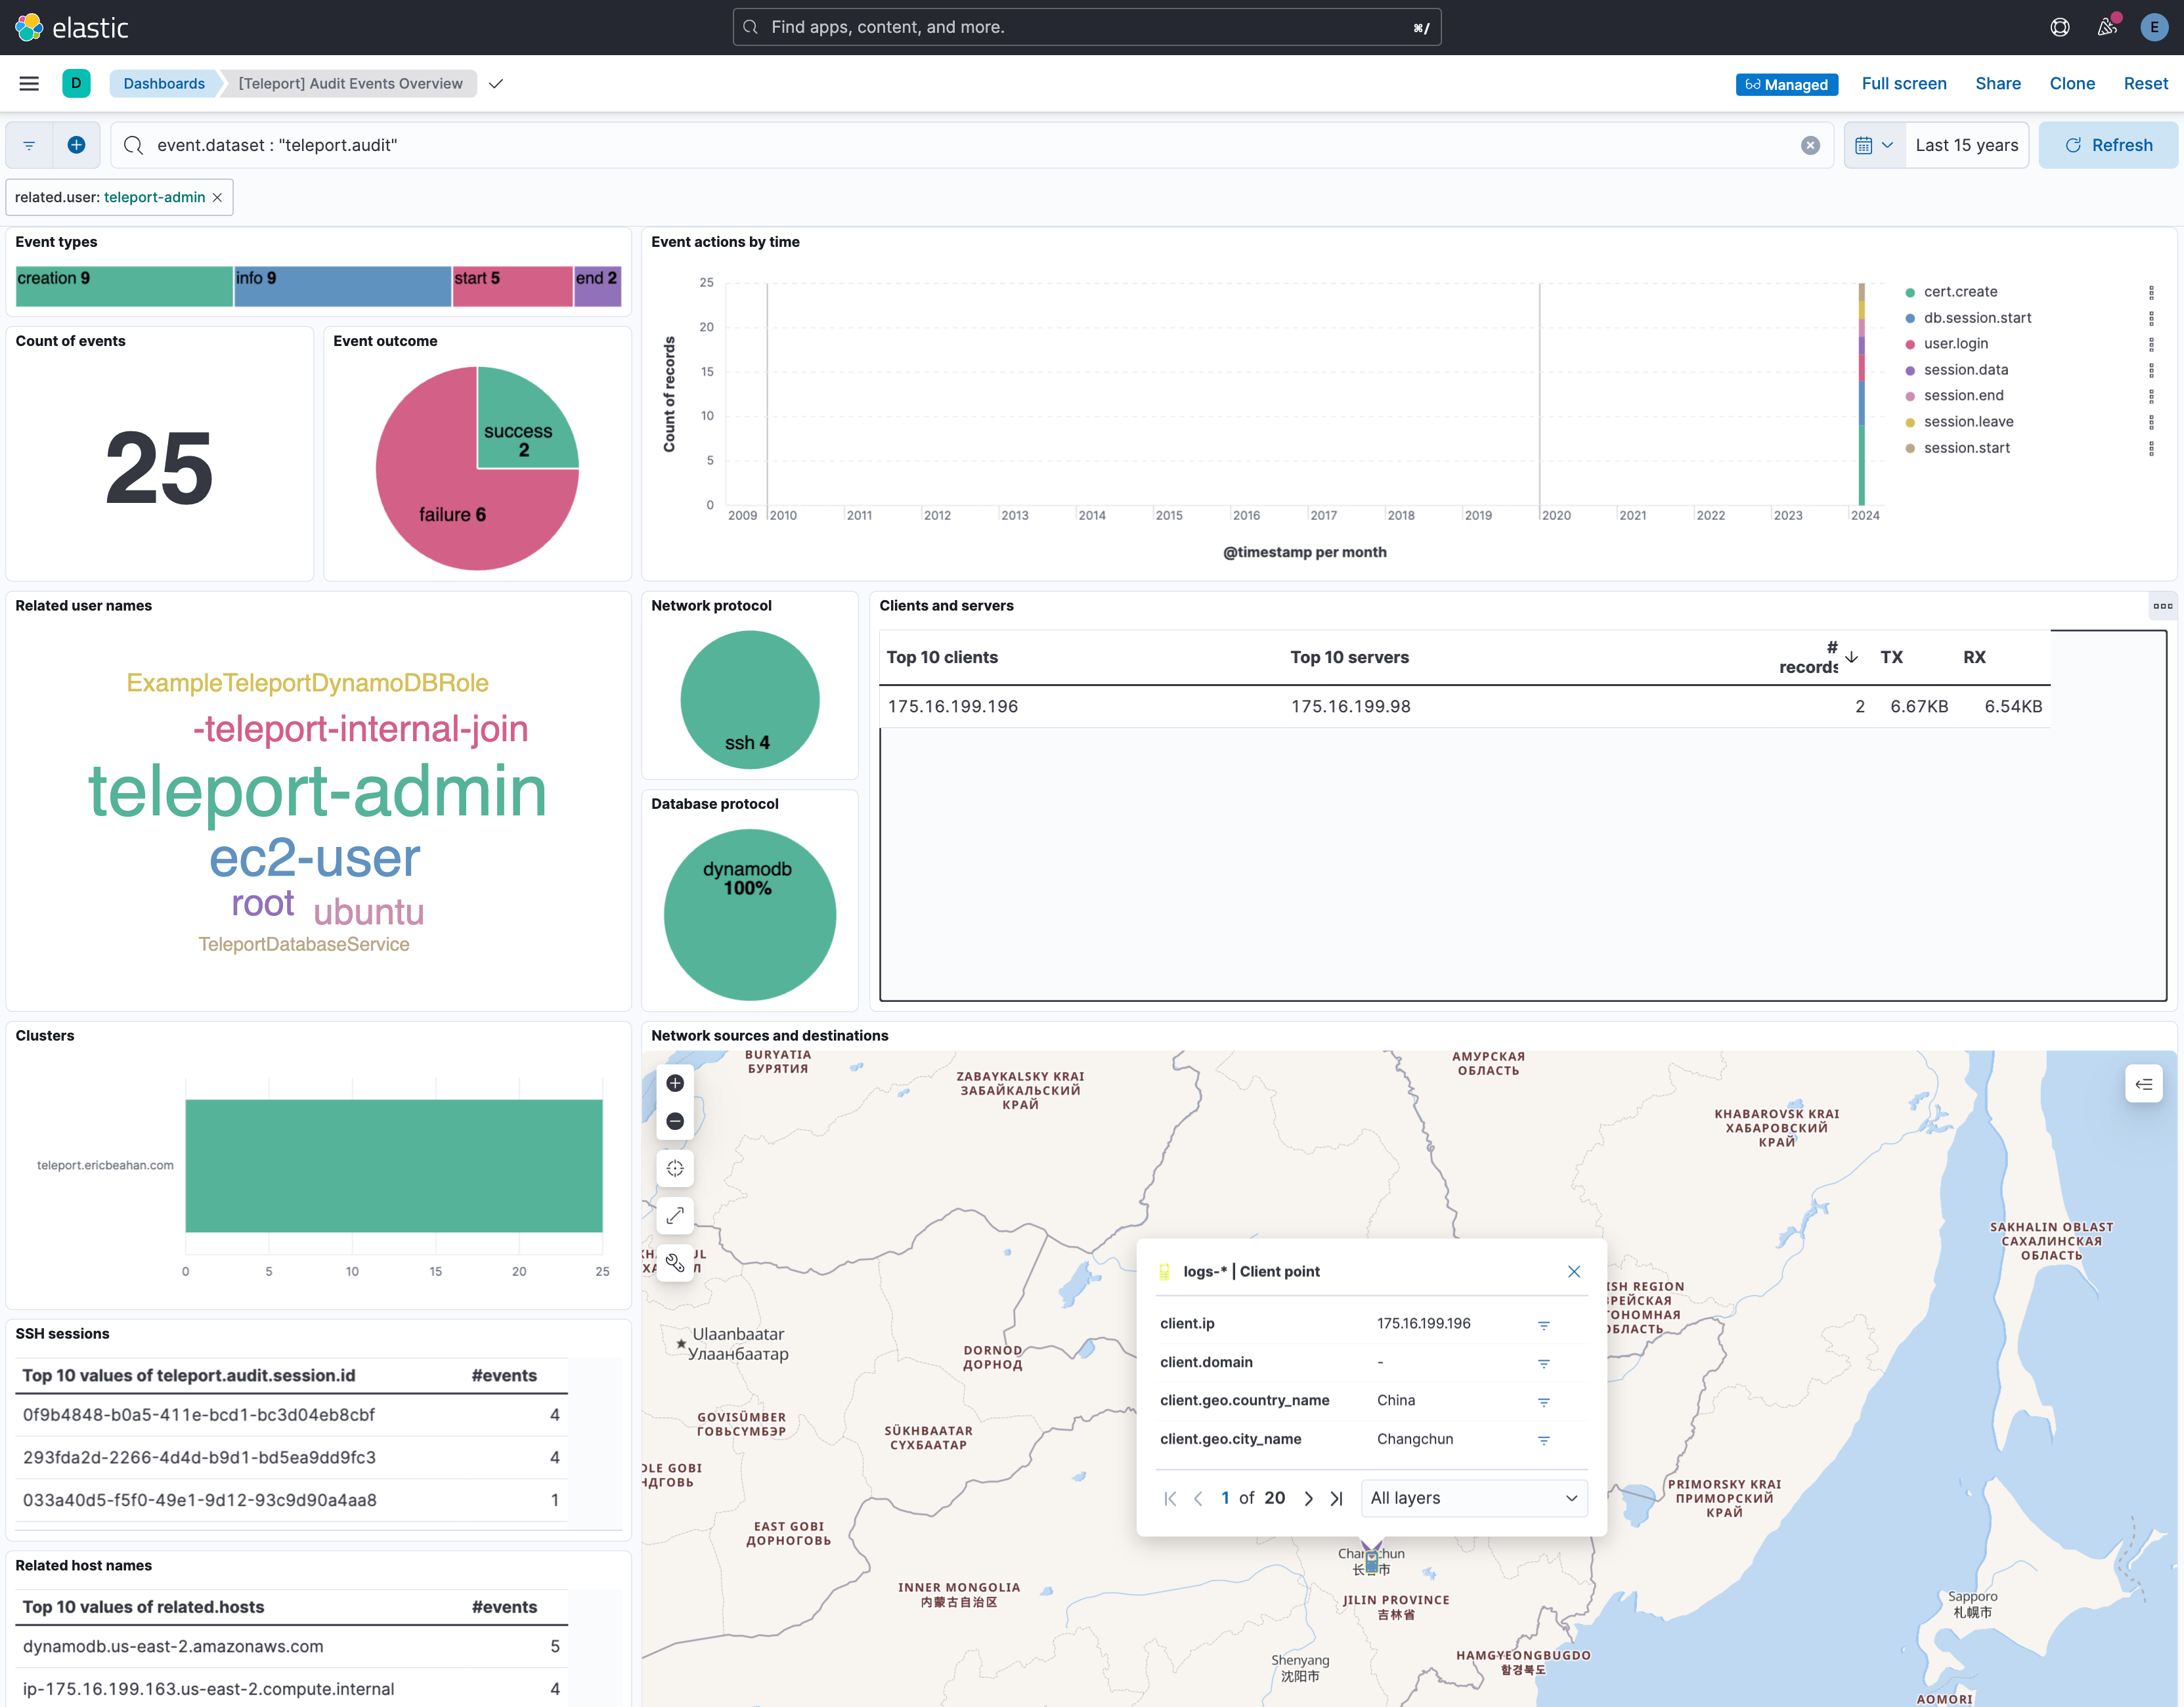 elastic
Find apps, content, and more.
⌘/
E
D
Dashboards
[Teleport] Audit Events Overview
Managed
Full screen
Share
Clone
Reset
event.dataset : "teleport.audit"
Last 15 years
Refresh
related.user: teleport-admin
Event types
creation 9
info 9
start 5
end 2
Count of events
25
Event outcome
success
2
failure 6
Event actions by time
Count of records
25
20
15
10
5
0
2009
2010
2011
2012
2013
2014
2015
2016
2017
2018
2019
2020
2021
2022
2023
2024
@timestamp per month
cert.create
db.session.start
user.login
session.data
session.end
session.leave
session.start
Related user names
ExampleTeleportDynamoDBRole
-teleport-internal-join
teleport-admin
ec2-user
root
ubuntu
TeleportDatabaseService
Network protocol
ssh 4
Database protocol
dynamodb
100%
Clients and servers
Top 10 clients
Top 10 servers
#
records
TX
RX
175.16.199.196
175.16.199.98
2
6.67KB
6.54KB
Clusters
teleport.ericbeahan.com
0
5
10
15
20
25
SSH sessions
Top 10 values of teleport.audit.session.id
#events
0f9b4848-b0a5-411e-bcd1-bc3d04eb8cbf
4
293fda2d-2266-4d4d-b9d1-bd5ea9dd9fc3
4
033a40d5-f5f0-49e1-9d12-93c9d90a4aa8
1
Related host names
Top 10 values of related.hosts
#events
dynamodb.us-east-2.amazonaws.com
5
ip-175.16.199.163.us-east-2.compute.internal
4
Network sources and destinations
BURYATIA
БУРЯТИЯ
ZABAYKALSKY KRAI
ЗАБАЙКАЛЬСКИЙ
КРАЙ
АМУРСКАЯ
ОБЛАСТЬ
KHABAROVSK KRAI
ХАБАРОВСКИЙ
КРАЙ
SAKHALIN OBLAST
САХАЛИНСКАЯ
ОБЛАСТЬ
Ulaanbaatar
Улаанбаатар
DORNOD
ДОРНОД
GOVISÜMBER
ГОВЬСҮМБЭР
SÜKHBAATAR
СҮХБААТАР
EAST GOBI
ДОРНОГОВЬ
INNER MONGOLIA
内蒙古自治区
logs-* | Client point
client.ip
175.16.199.196
client.domain
-
client.geo.country_name
China
client.geo.city_name
Changchun
1 of 20
All layers
REGION
PRIMORSKY KRAI
ПРИМОРСКИЙ
КРАЙ
JILIN PROVINCE
吉林省
Shenyang
沈阳市
HAMGYEONGBUGDO
함경북도
Sapporo
札幌市
AOMORI